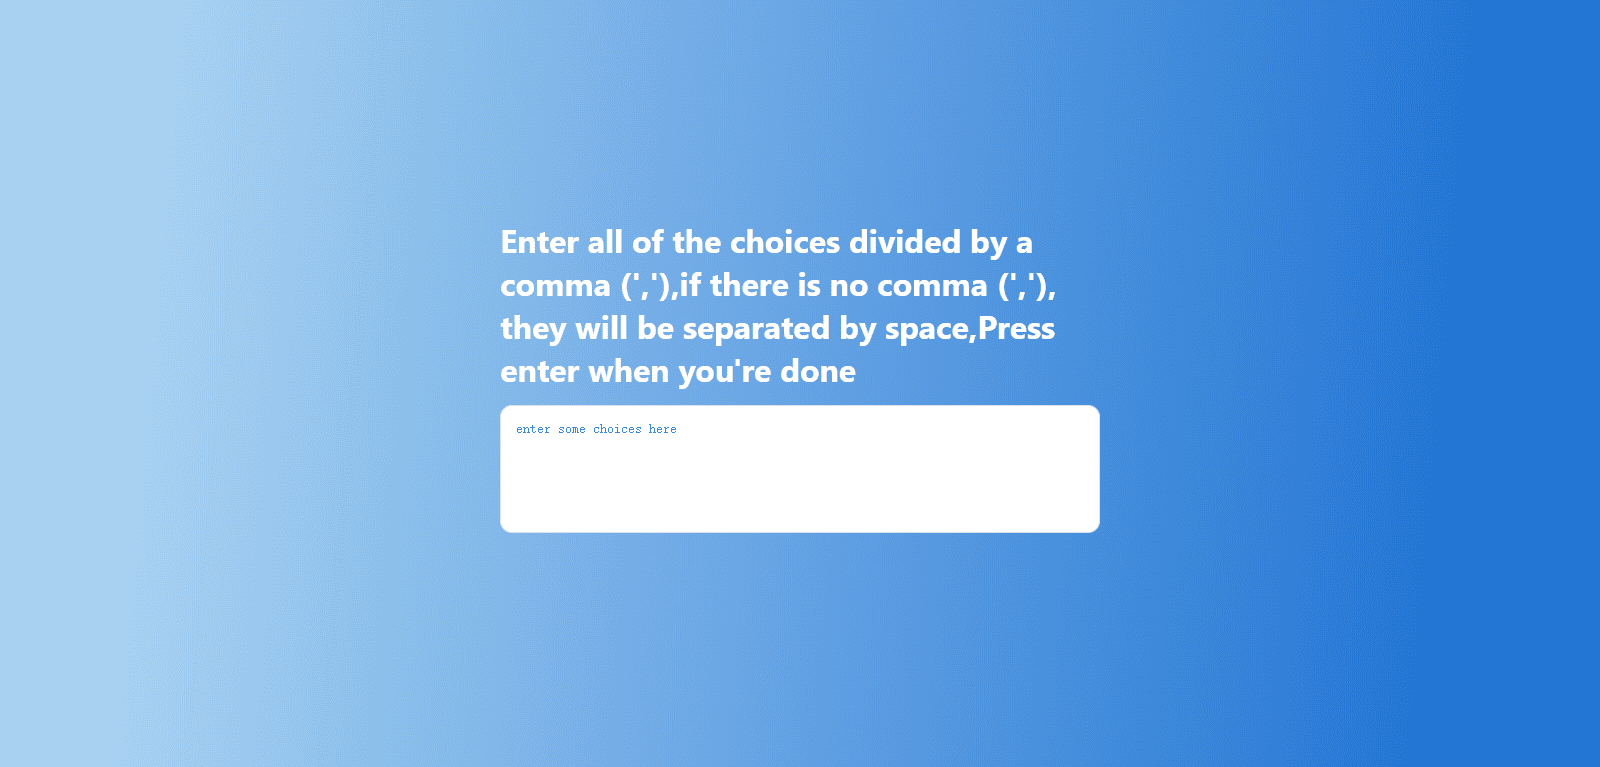 Enter all of the choices divided by a
comma (','),if there is no comma (','),
they will be separated by space,Press
enter when you're done
enter some choices here